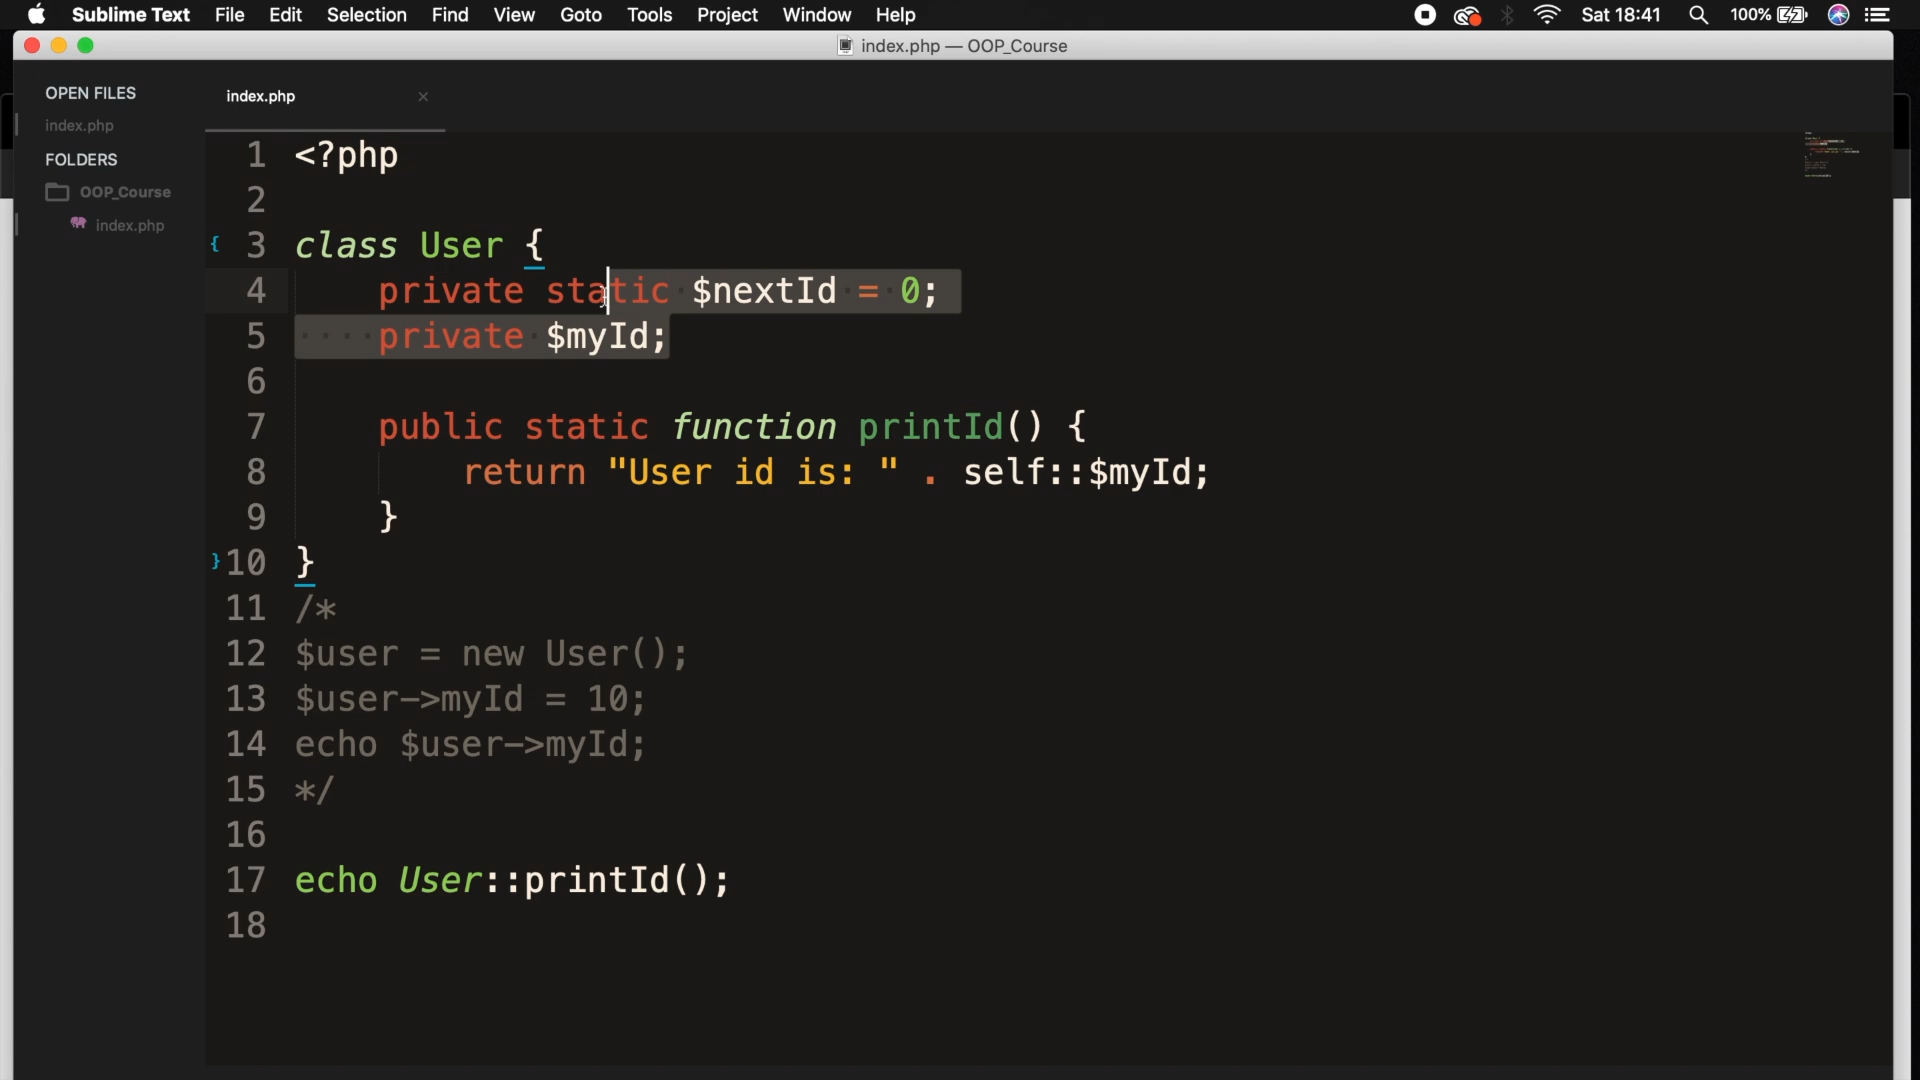 Sublime Text File Edit Selection Find View Goto Tools Project Window Help Sat 18:41 100%
index.php — OOP_Course
OPEN FILES
index.php
FOLDERS
OOP_Course
index.php
index.php ×
1 <?php
2
3 class User {
4     private static $nextId = 0;
5     private $myId;
6
7     public static function printId() {
8         return "User id is: " . self::$myId;
9     }
10 }
11 /*
12 $user = new User();
13 $user->myId = 10;
14 echo $user->myId;
15 */
16
17 echo User::printId();
18